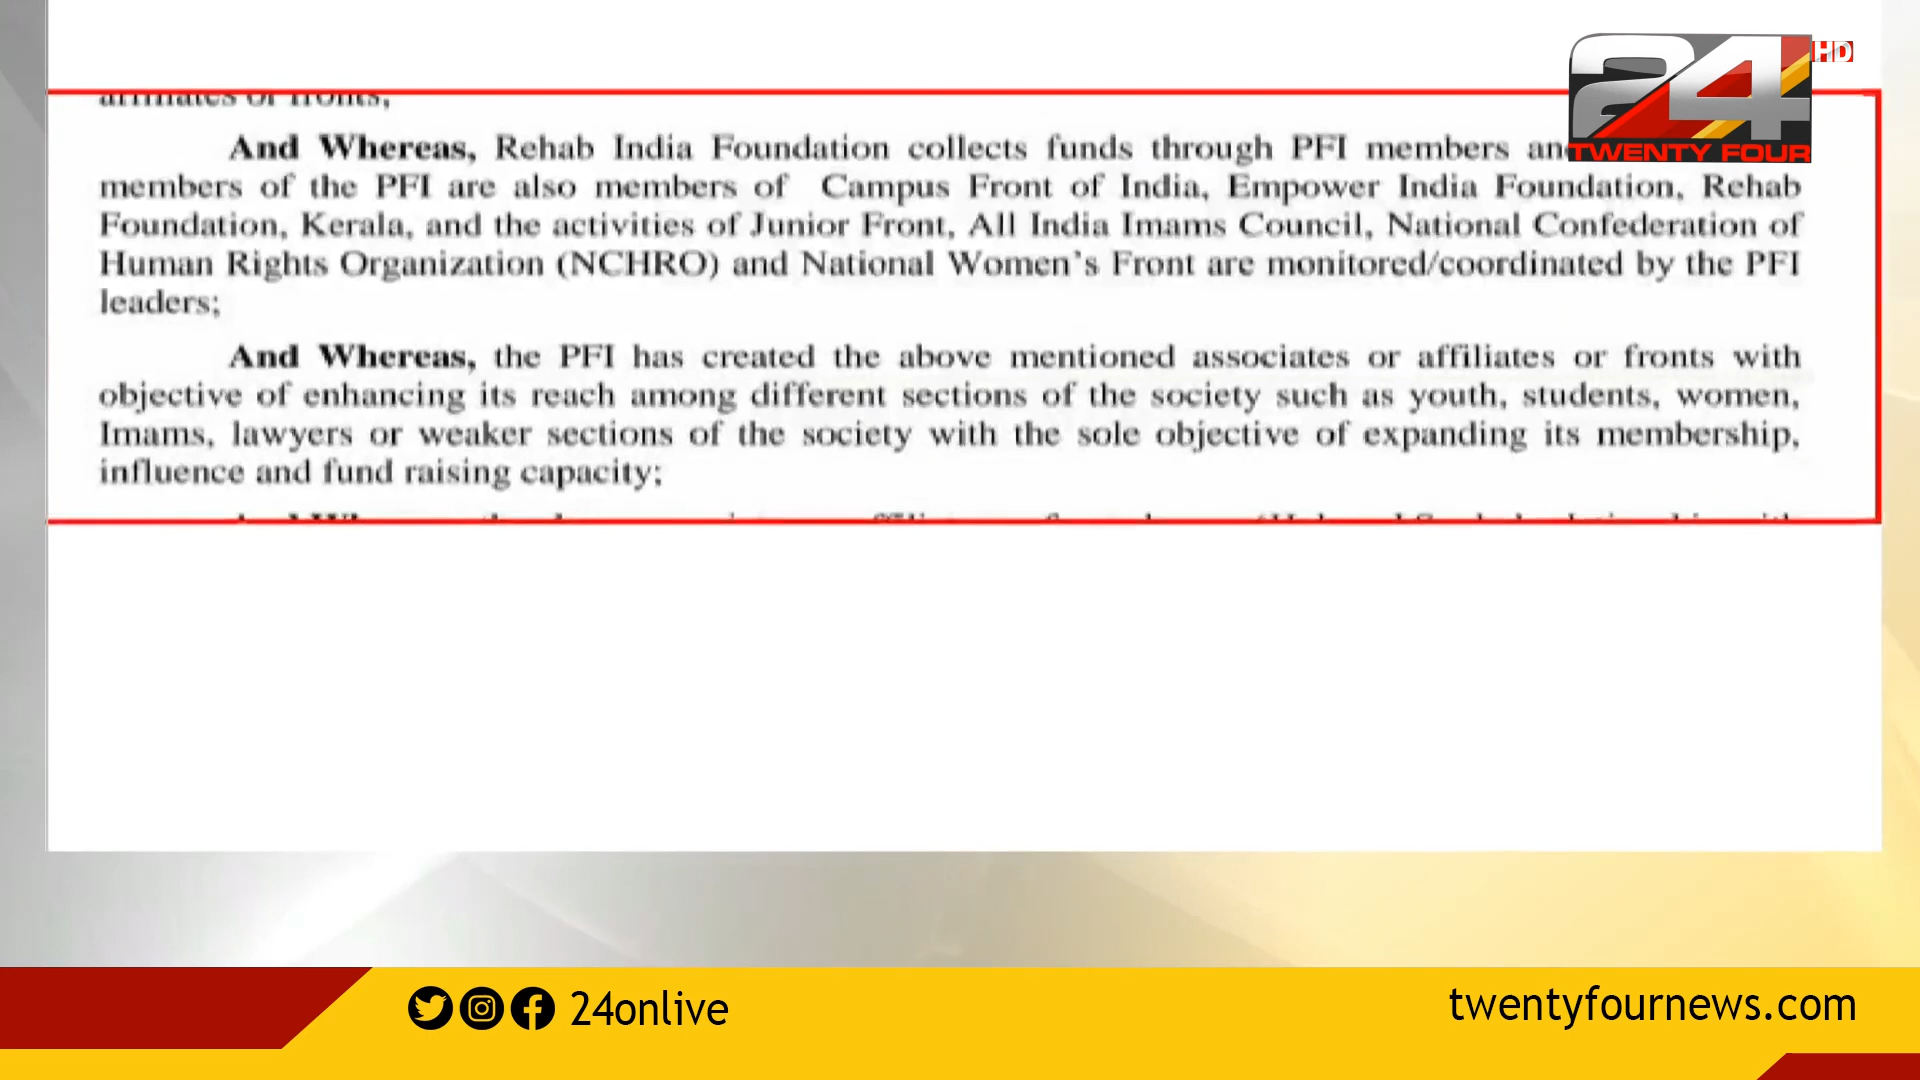 24 HD
TWENTY FOUR
affiliates or fronts;
And Whereas, Rehab India Foundation collects funds through PFI members and
members of the PFI are also members of Campus Front of India, Empower India Foundation, Rehab
Foundation, Kerala, and the activities of Junior Front, All India Imams Council, National Confederation of
Human Rights Organization (NCHRO) and National Women's Front are monitored/coordinated by the PFI
leaders;
And Whereas, the PFI has created the above mentioned associates or affiliates or fronts with
objective of enhancing its reach among different sections of the society such as youth, students, women,
Imams, lawyers or weaker sections of the society with the sole objective of expanding its membership,
influence and fund raising capacity;
24onlive
twentyfournews.com